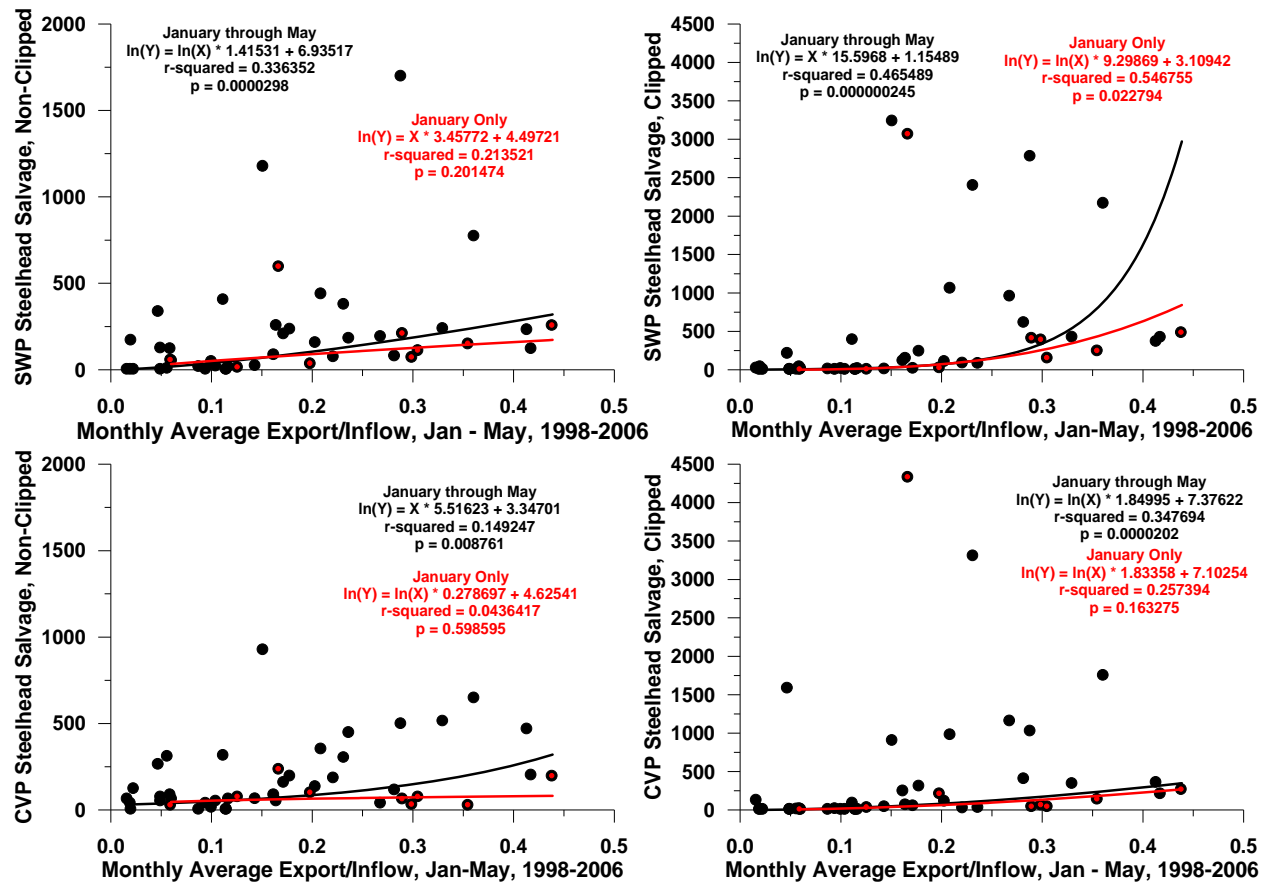 SWP Steelhead Salvage, Non-Clipped
2000
1500
1000
500
0
January through May
ln(Y) = ln(X) * 1.41531 + 6.93517
r-squared = 0.336352
p = 0.0000298
January Only
ln(Y) = X * 3.45772 + 4.49721
r-squared = 0.213521
p = 0.201474
0.0 0.1 0.2 0.3 0.4 0.5
Monthly Average Export/Inflow, Jan - May, 1998-2006
SWP Steelhead Salvage, Clipped
4500
4000
3500
3000
2500
2000
1500
1000
500
0
January through May
ln(Y) = X * 15.5968 + 1.15489
r-squared = 0.465489
p = 0.000000245
January Only
ln(Y) = ln(X) * 9.29869 + 3.10942
r-squared = 0.546755
p = 0.022794
0.0 0.1 0.2 0.3 0.4 0.5
Monthly Average Export/Inflow, Jan-May, 1998-2006
CVP Steelhead Salvage, Non-Clipped
2000
1500
1000
500
0
January through May
ln(Y) = X * 5.51623 + 3.34701
r-squared = 0.149247
p = 0.008761
January Only
ln(Y) = ln(X) * 0.278697 + 4.62541
r-squared = 0.0436417
p = 0.598595
0.0 0.1 0.2 0.3 0.4 0.5
Monthly Average Export/Inflow, Jan-May, 1998-2006
CVP Steelhead Salvage, Clipped
4500
4000
3500
3000
2500
2000
1500
1000
500
0
January through May
ln(Y) = ln(X) * 1.84995 + 7.37622
r-squared = 0.347694
p = 0.0000202
January Only
ln(Y) = ln(X) * 1.83358 + 7.10254
r-squared = 0.257394
p = 0.163275
0.0 0.1 0.2 0.3 0.4 0.5
Monthly Average Export/Inflow, Jan - May, 1998-2006